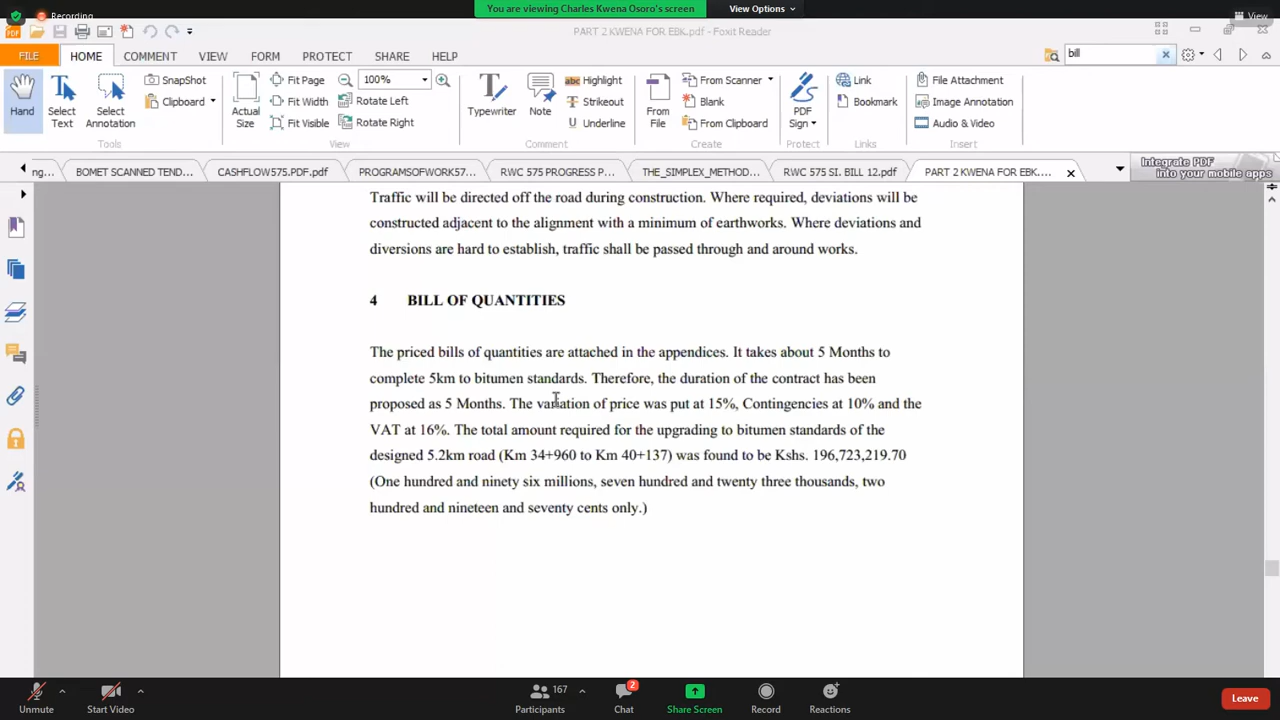 Recording
You are viewing Charles Kwena Osoro's screen
View Options
View
PART 2 KWENA FOR EBK.pdf - Foxit Reader
FILE
HOME
COMMENT
VIEW
FORM
PROTECT
SHARE
HELP
bill
Hand
Select Text
Select Annotation
SnapShot
Clipboard
Tools
Actual Size
Fit Page
Fit Width
Fit Visible
100%
Rotate Left
Rotate Right
View
Typewriter
Note
Highlight
Strikeout
Underline
Comment
From File
From Scanner
Blank
From Clipboard
Create
PDF Sign
Protect
Link
Bookmark
Links
File Attachment
Image Annotation
Audio & Video
Insert
ng...
BOMET SCANNED TEND...
CASHFLOW575.PDF.pdf
PROGRAMSOFWORK57...
RWC 575 PROGRESS P...
THE_SIMPLEX_METHOD...
RWC 575 SI. BILL 12.pdf
PART 2 KWENA FOR EBK....
Integrate PDF
into your mobile apps
Traffic will be directed off the road during construction. Where required, deviations will be
constructed adjacent to the alignment with a minimum of earthworks. Where deviations and
diversions are hard to establish, traffic shall be passed through and around works.
4 BILL OF QUANTITIES
The priced bills of quantities are attached in the appendices. It takes about 5 Months to
complete 5km to bitumen standards. Therefore, the duration of the contract has been
proposed as 5 Months. The variation of price was put at 15%, Contingencies at 10% and the
VAT at 16%. The total amount required for the upgrading to bitumen standards of the
designed 5.2km road (Km 34+960 to Km 40+137) was found to be Kshs. 196,723,219.70
(One hundred and ninety six millions, seven hundred and twenty three thousands, two
hundred and nineteen and seventy cents only.)
Unmute
Start Video
167
Participants
2
Chat
Share Screen
Record
Reactions
Leave